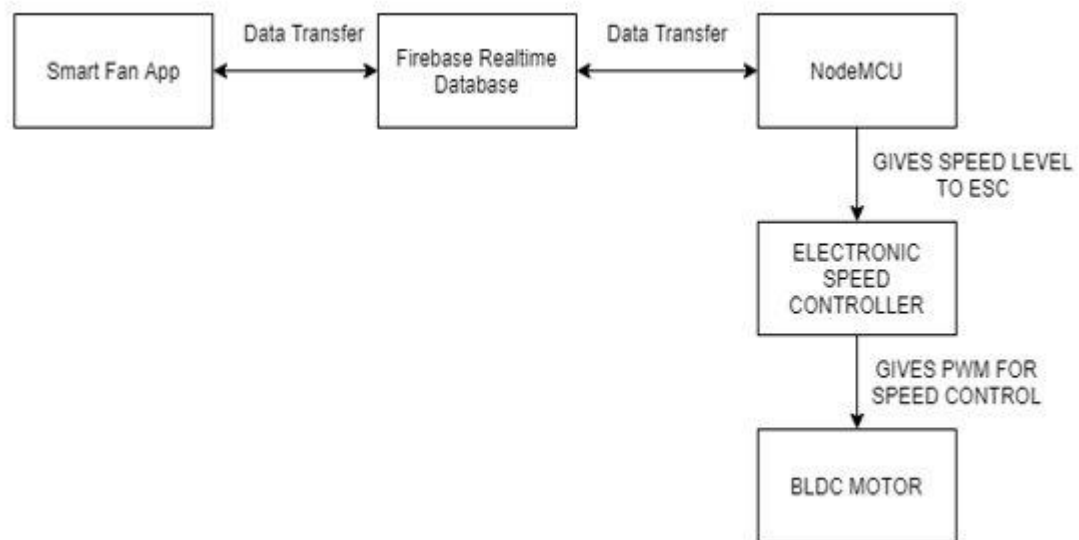 Data Transfer
Data Transfer
Smart Fan App
Firebase Realtime
Database
NodeMCU
GIVES SPEED LEVEL
TO ESC
ELECTRONIC
SPEED
CONTROLLER
GIVES PWM FOR
SPEED CONTROL
BLDC MOTOR